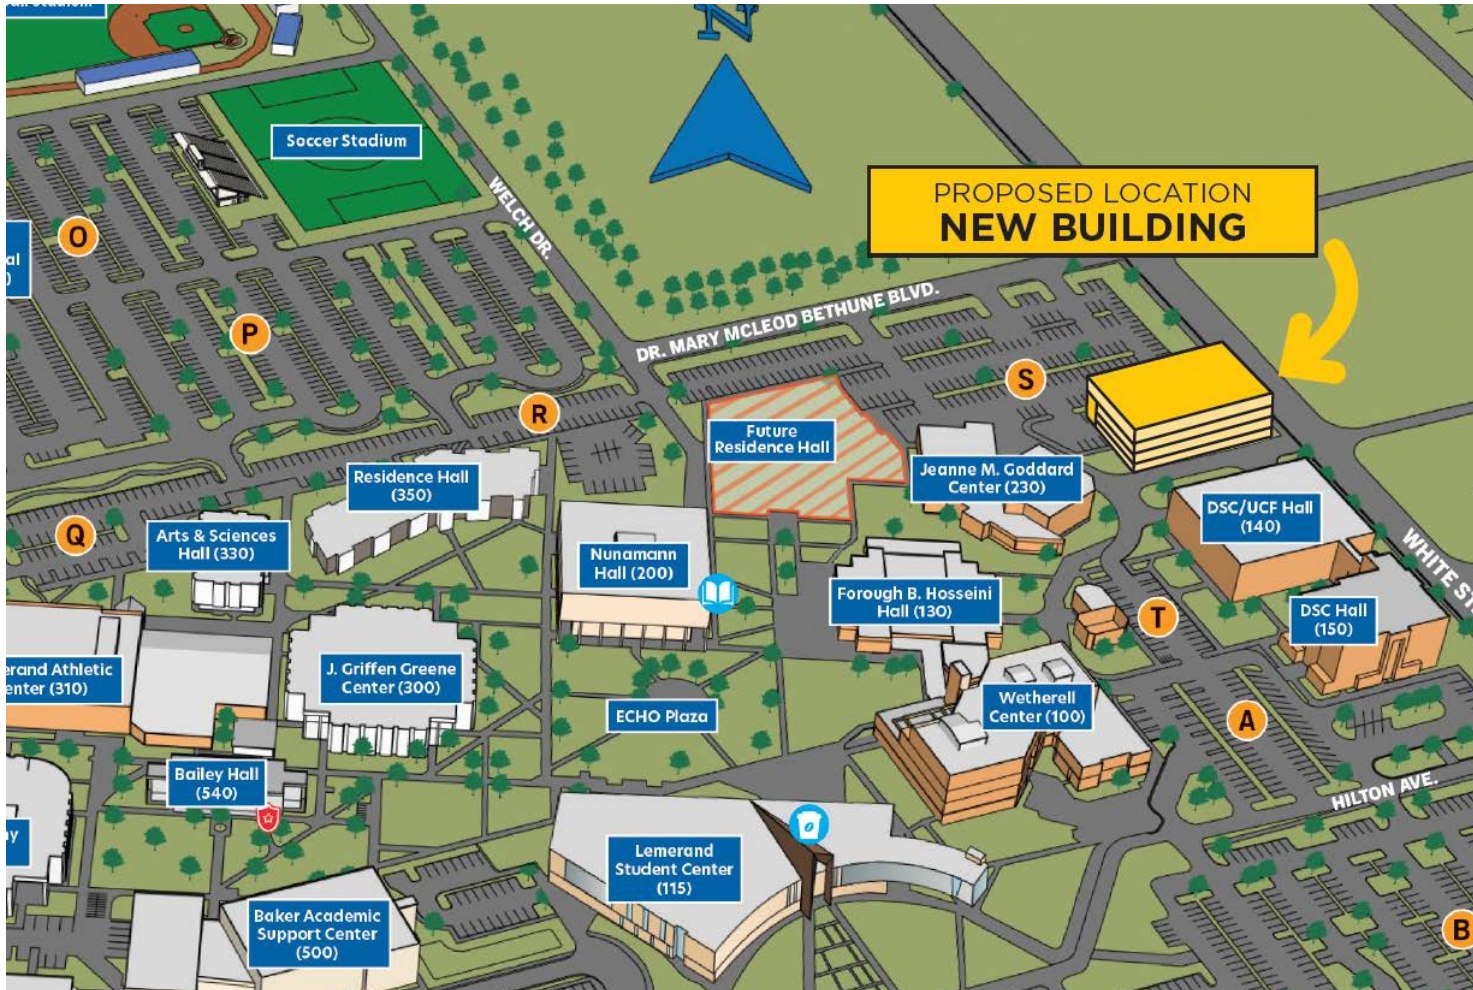 N
Soccer Stadium
WELCH DR.
PROPOSED LOCATION
NEW BUILDING
O
P
DR. MARY MCLEOD BETHUNE BLVD.
S
R
Future
Residence Hall
Residence Hall
(350)
Jeanne M. Goddard
Center (230)
DSC/UCF Hall
(140)
Q
Arts & Sciences
Hall (330)
Nunamann
Hall (200)
WHITE ST
Forough B. Hosseini
Hall (130)
T
DSC Hall
(150)
erand Athletic
enter (310)
J. Griffen Greene
Center (300)
ECHO Plaza
Wetherell
Center (100)
A
Bailey Hall
(540)
HILTON AVE.
Lemerand
Student Center
(115)
Baker Academic
Support Center
(500)
B